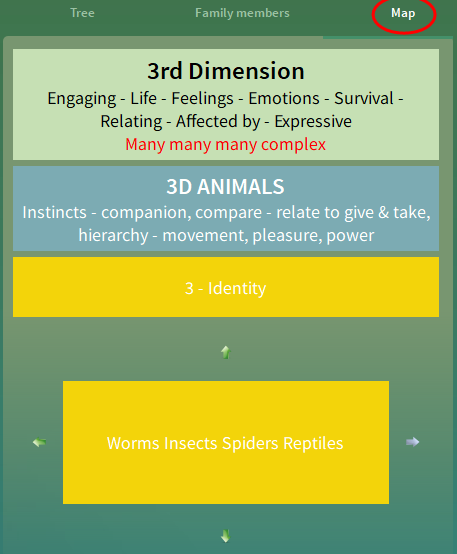 Tree Family members Map
3rd Dimension
Engaging - Life - Feelings - Emotions - Survival -
Relating - Affected by - Expressive
Many many many complex
3D ANIMALS
Instincts - companion, compare - relate to give & take,
hierarchy - movement, pleasure, power
3 - Identity
Worms Insects Spiders Reptiles